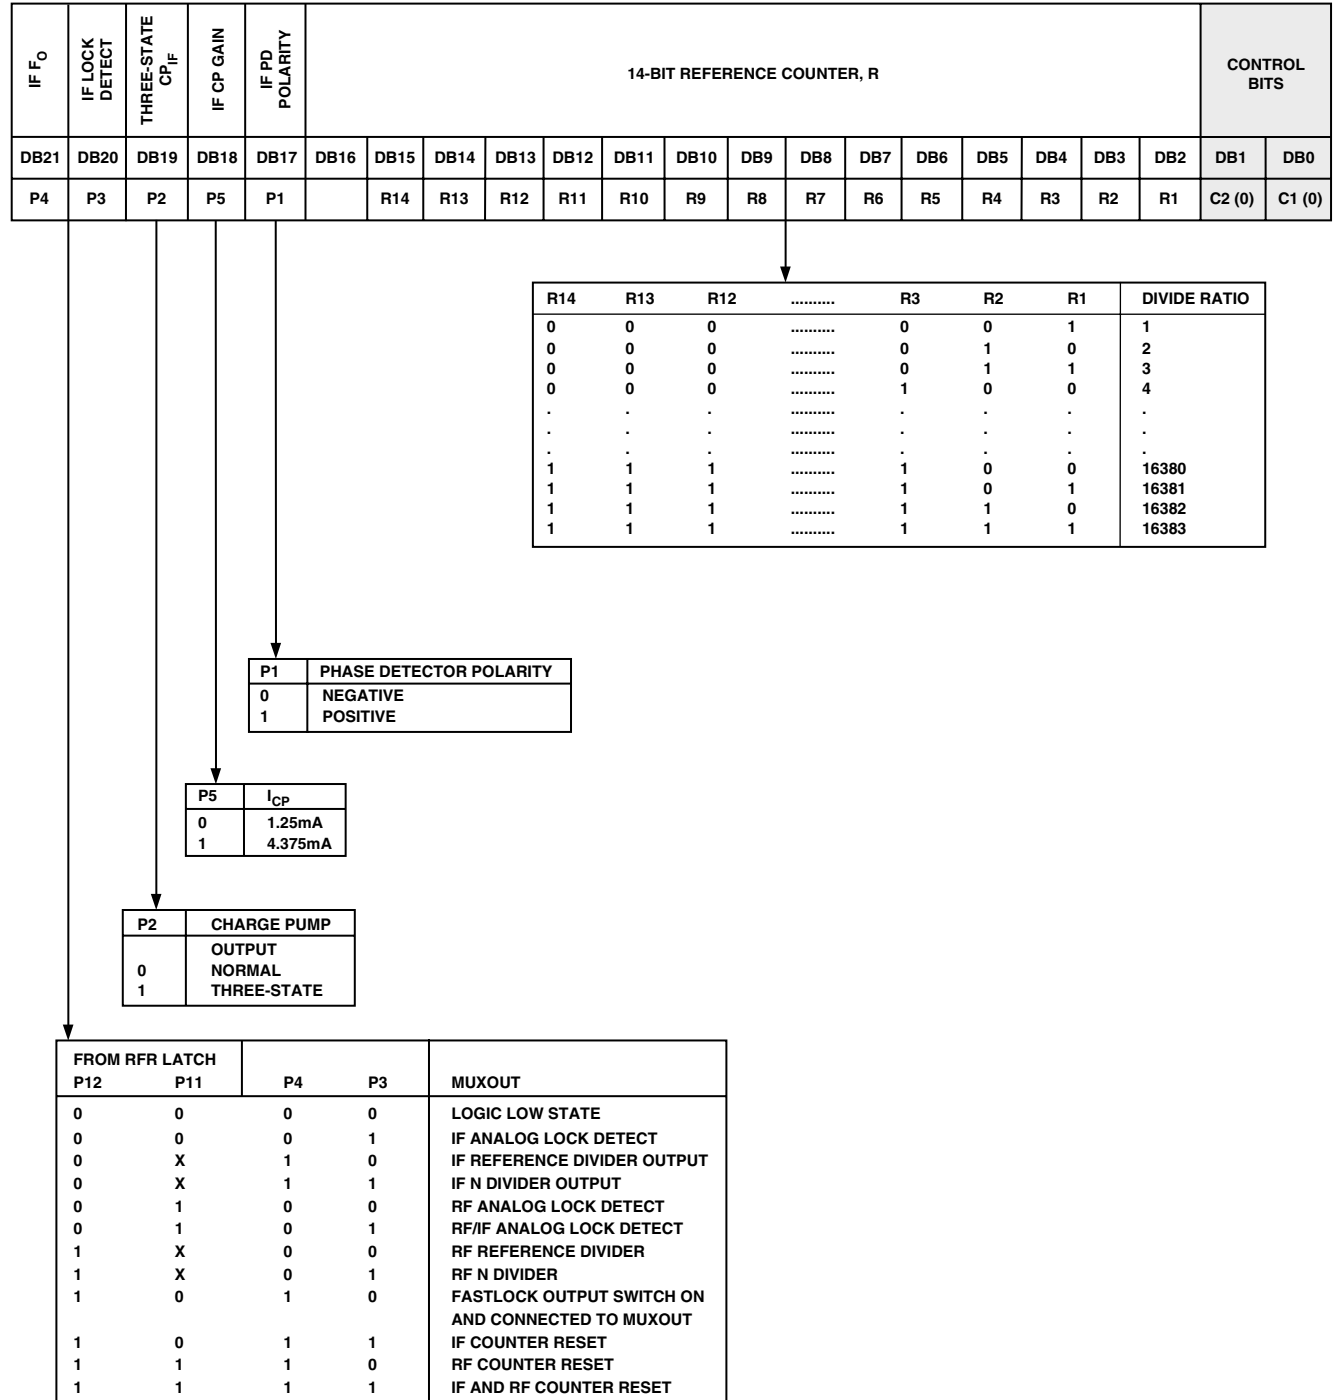 IF F_O
IF LOCK
DETECT
THREE-STATE
CP_IF
IF CP GAIN
IF PD
POLARITY
14-BIT REFERENCE COUNTER, R
CONTROL
BITS
DB21 DB20 DB19 DB18 DB17 DB16 DB15 DB14 DB13 DB12 DB11 DB10 DB9 DB8 DB7 DB6 DB5 DB4 DB3 DB2 DB1 DB0
P4 P3 P2 P5 P1 R14 R13 R12 R11 R10 R9 R8 R7 R6 R5 R4 R3 R2 R1 C2 (0) C1 (0)
R14 R13 R12 .......... R3 R2 R1 DIVIDE RATIO
0 0 0 .......... 0 0 1 1
0 0 0 .......... 0 1 0 2
0 0 0 .......... 0 1 1 3
0 0 0 .......... 1 0 0 4
. . . .......... . . . .
. . . .......... . . . .
. . . .......... . . . .
1 1 1 .......... 1 0 0 16380
1 1 1 .......... 1 0 1 16381
1 1 1 .......... 1 1 0 16382
1 1 1 .......... 1 1 1 16383
P1 PHASE DETECTOR POLARITY
0 NEGATIVE
1 POSITIVE
P5 I_CP
0 1.25mA
1 4.375mA
P2 CHARGE PUMP
OUTPUT
0 NORMAL
1 THREE-STATE
FROM RFR LATCH
P12 P11 P4 P3 MUXOUT
0 0 0 0 LOGIC LOW STATE
0 0 0 1 IF ANALOG LOCK DETECT
0 X 1 0 IF REFERENCE DIVIDER OUTPUT
0 X 1 1 IF N DIVIDER OUTPUT
0 1 0 0 RF ANALOG LOCK DETECT
0 1 0 1 RF/IF ANALOG LOCK DETECT
1 X 0 0 RF REFERENCE DIVIDER
1 X 0 1 RF N DIVIDER
1 0 1 0 FASTLOCK OUTPUT SWITCH ON
AND CONNECTED TO MUXOUT
1 0 1 1 IF COUNTER RESET
1 1 1 0 RF COUNTER RESET
1 1 1 1 IF AND RF COUNTER RESET